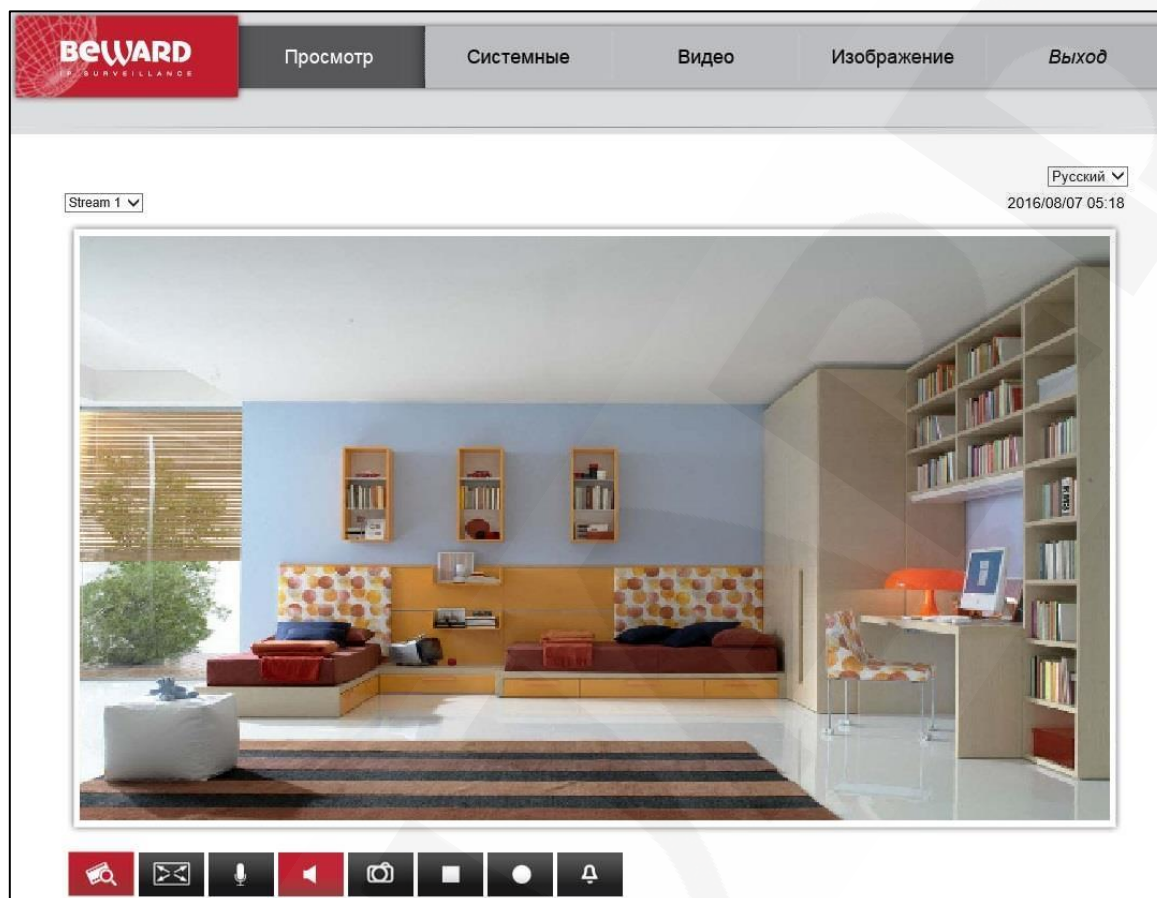 BEWARD
IP SURVEILLANCE
Просмотр
Системные
Видео
Изображение
Выход
Русский
Stream 1
2016/08/07 05:18